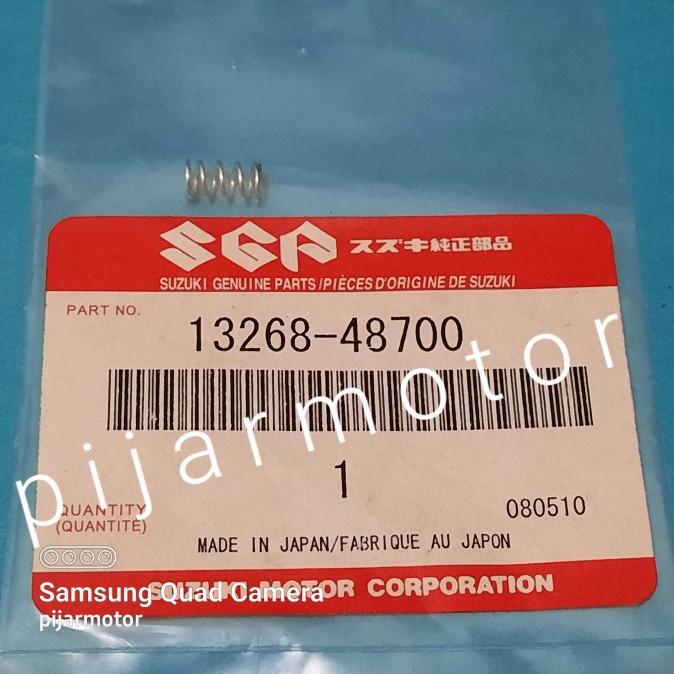 SGP スズキ純正部品
SUZUKI GENUINE PARTS/PIÈCES D'ORIGINE DE SUZUKI
PART NO. 13268-48700
pijarmotor
1
QUANTITY
(QUANTITÉ)
080510
MADE IN JAPAN/FABRIQUE AU JAPON
SUZUKI MOTOR CORPORATION
Samsung Quad Camera
pijarmotor